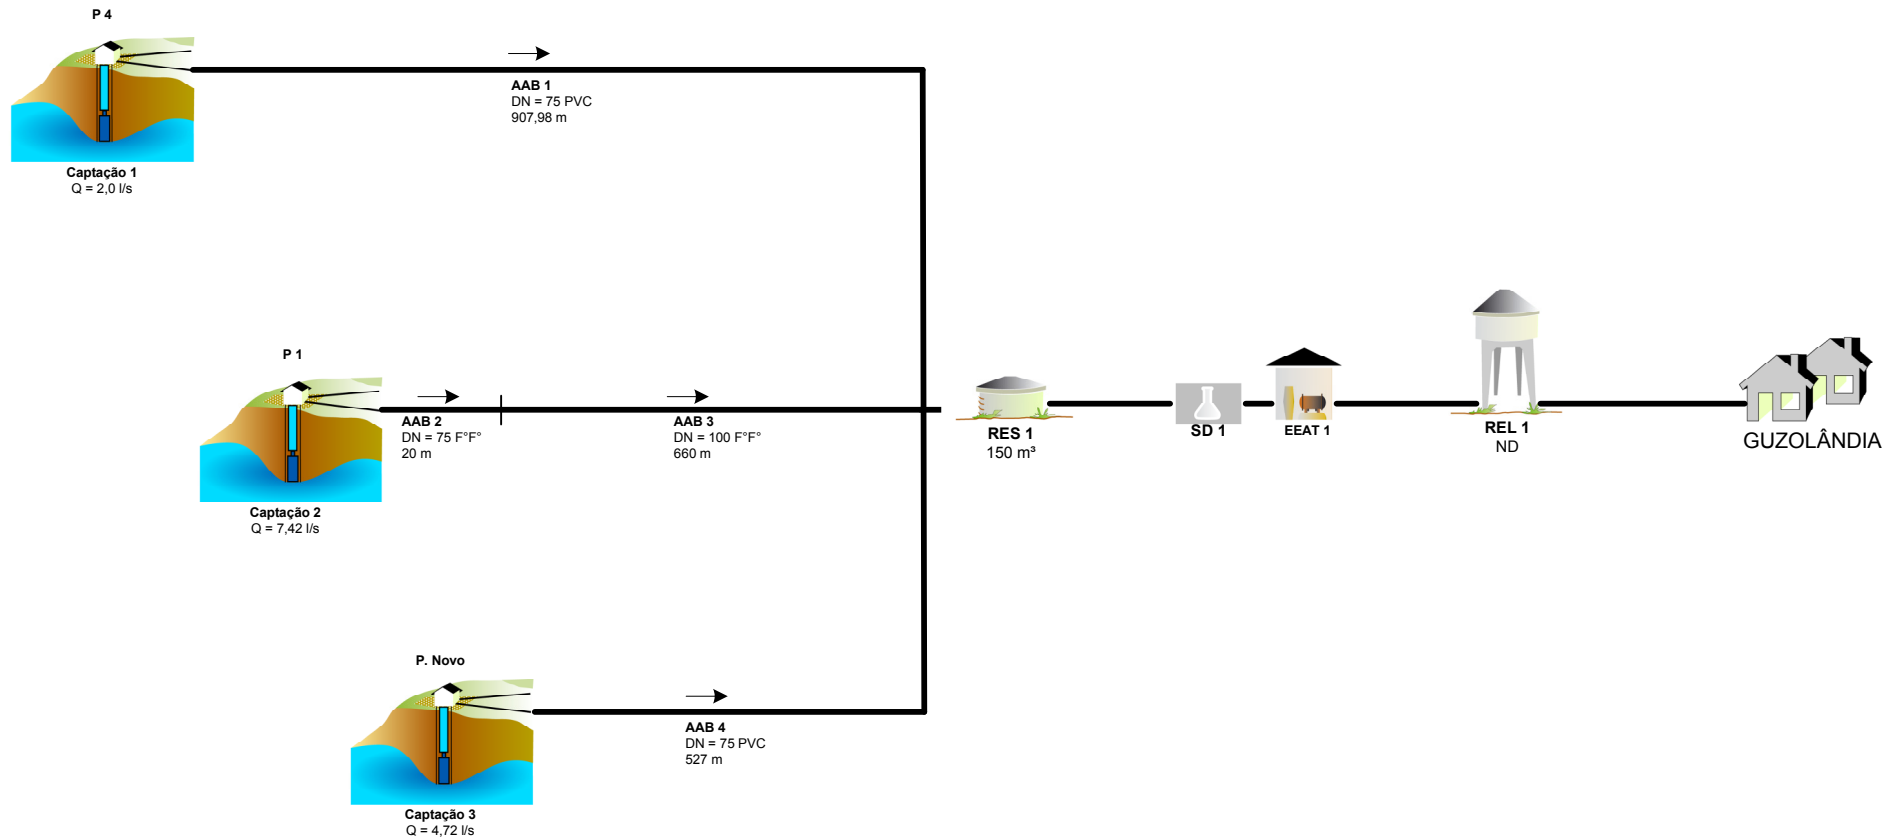 P 4
AAB 1
DN = 75 PVC
907,98 m
Captação 1
Q = 2,0 l/s
P 1
AAB 2
DN = 75 F°F°
20 m
AAB 3
DN = 100 F°F°
660 m
Captação 2
Q = 7,42 l/s
RES 1
150 m³
SD 1
EEAT 1
REL 1
ND
GUZOLÂNDIA
P. Novo
AAB 4
DN = 75 PVC
527 m
Captação 3
Q = 4,72 l/s